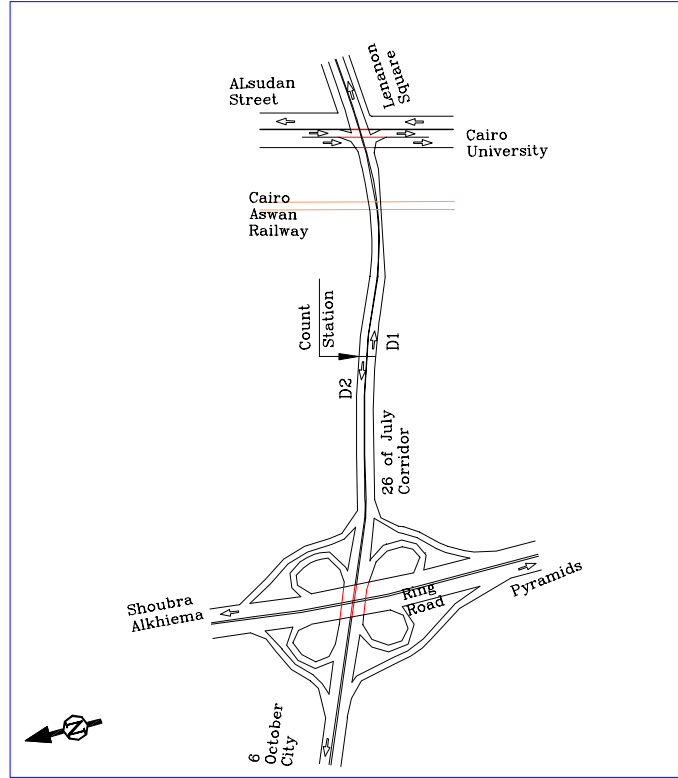 Lenanon
Square
ALsudan
Street
Cairo
University
Cairo
Aswan
Railway
Count
Station
D1
D2
26 of July
Corridor
Ring
Road
Pyramids
Shoubra
Alkhiema
6
October
City
N